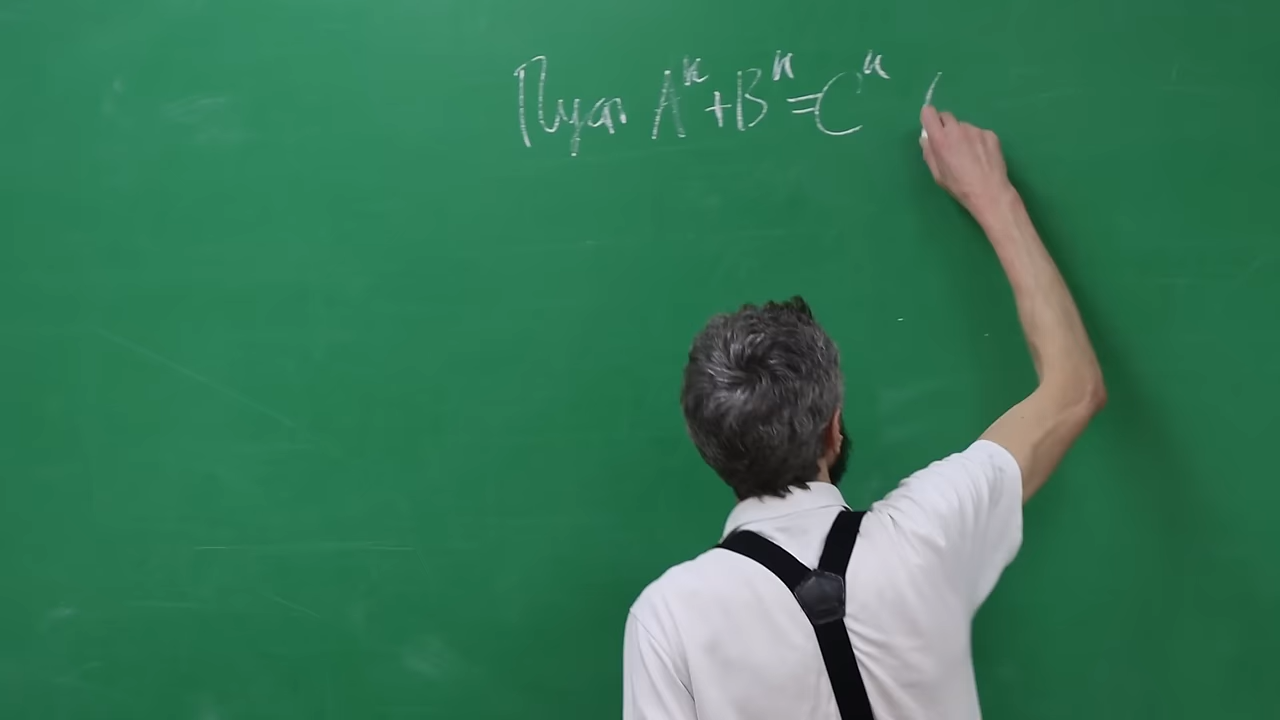 Пусть Aⁿ + Bⁿ = Cⁿ